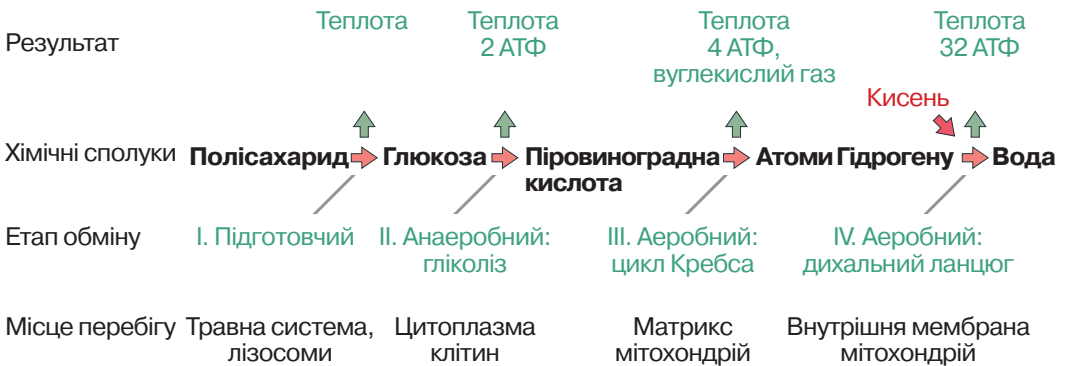 Результат
Теплота
Теплота
2 АТФ
Теплота
4 АТФ,
вуглекислий газ
Теплота
32 АТФ
Кисень
Хімічні сполуки
Полісахарид
Глюкоза
Піровиноградна
кислота
Атоми Гідрогену
Вода
Етап обміну
I. Підготовчий
II. Анаеробний:
гліколіз
III. Аеробний:
цикл Кребса
IV. Аеробний:
дихальний ланцюг
Місце перебігу
Травна система,
лізосоми
Цитоплазма
клітин
Матрикс
мітохондрій
Внутрішня мембрана
мітохондрій